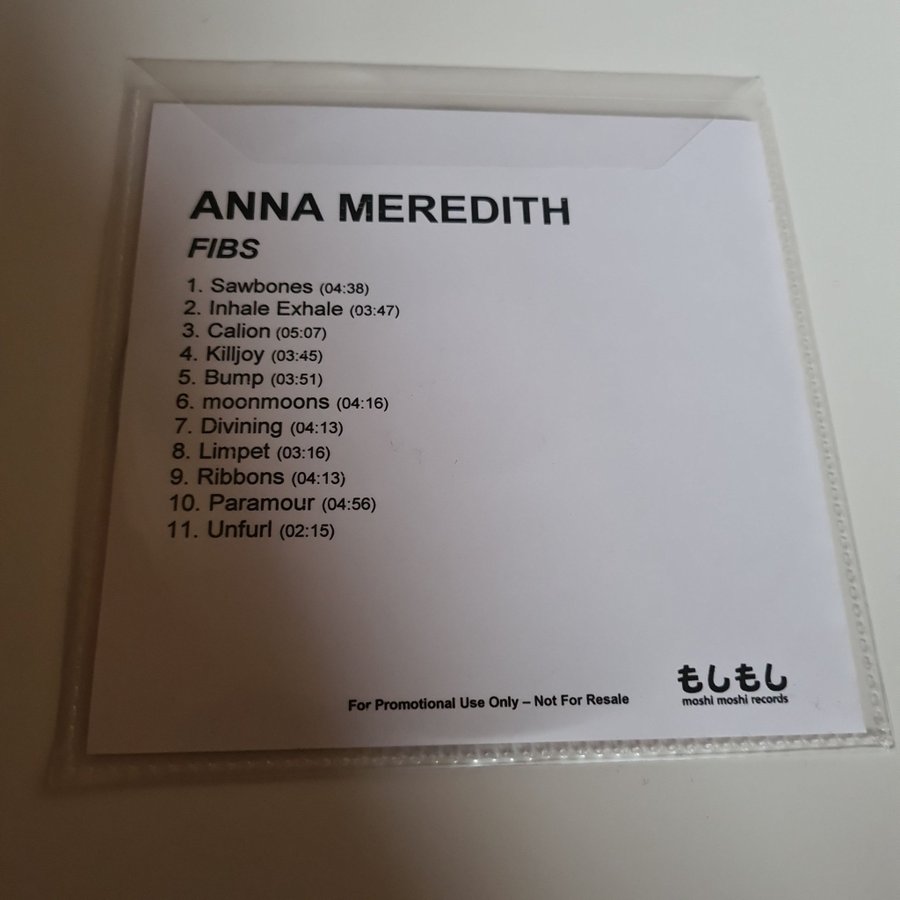 ANNA MEREDITH
FIBS
1. Sawbones (04:38)
2. Inhale Exhale (03:47)
3. Calion (05:07)
4. Killjoy (03:45)
5. Bump (03:51)
6. moonmoons (04:16)
7. Divining (04:13)
8. Limpet (03:16)
9. Ribbons (04:13)
10. Paramour (04:56)
11. Unfurl (02:15)
For Promotional Use Only – Not For Resale
もしもし
moshi moshi records